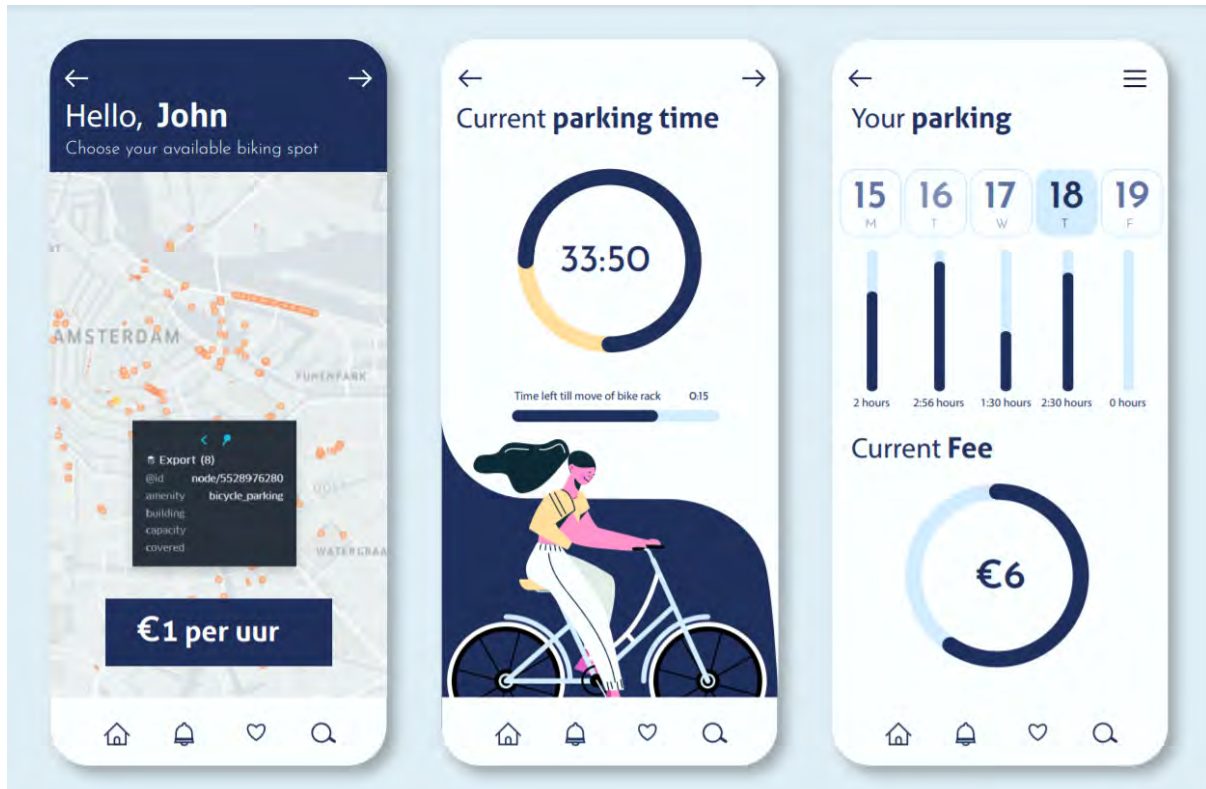 Hello, John
Choose your available biking spot
AMSTERDAM
Export (8)
@id node/5528976280
amenity bicycle_parking
building
capacity
covered
€1 per uur
Current parking time
33:50
Time left till move of bike rack 0:15
Your parking
15 16 17 18 19
M T W T F
2 hours 2:56 hours 1:30 hours 2:30 hours 0 hours
Current Fee
€6